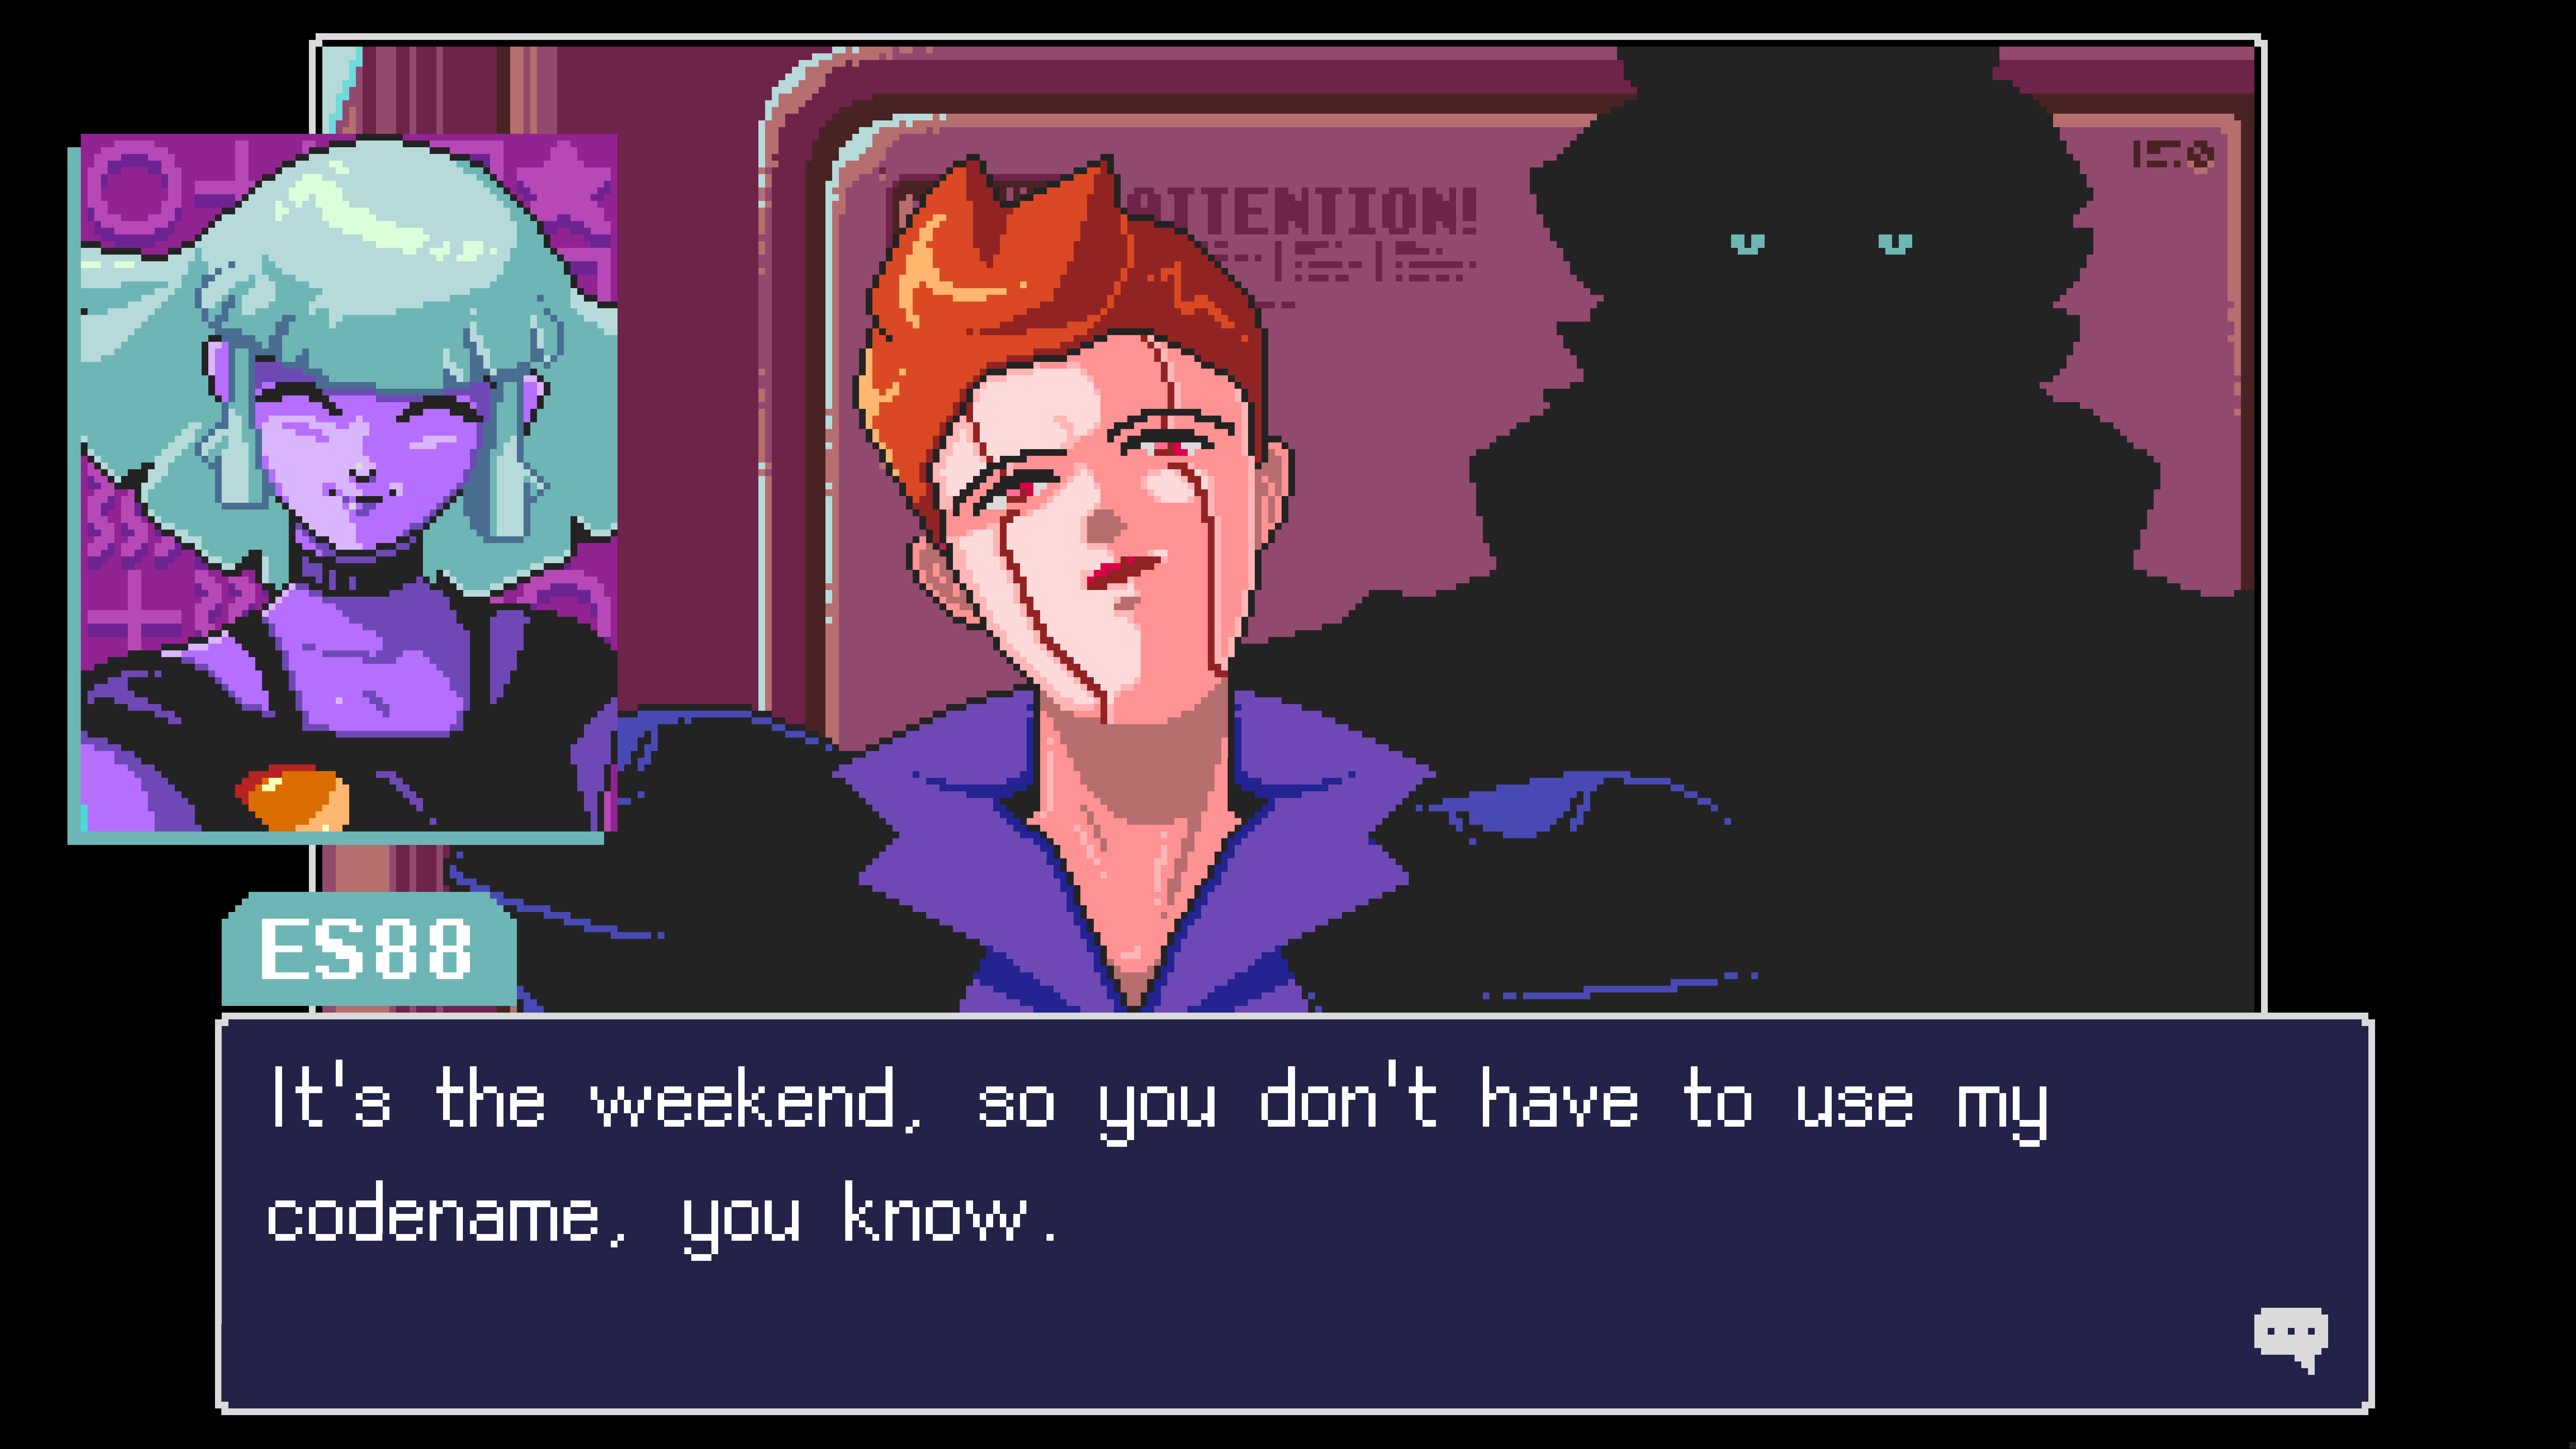 ATTENTION!
ES88
It's the weekend, so you don't have to use my
codename, you know.